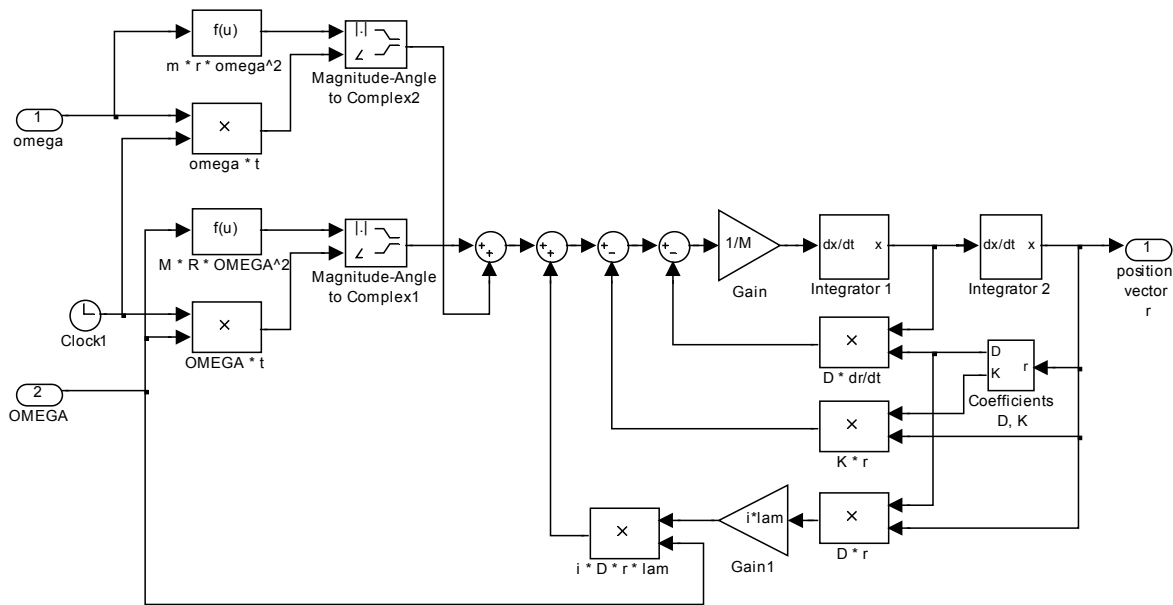 f(u)
m * r * omega^2
|.|
∠
Magnitude-Angle
to Complex2
1
omega
×
omega * t
f(u)
M * R * OMEGA^2
|.|
∠
Magnitude-Angle
to Complex1
Clock1
×
OMEGA * t
2
OMEGA
+
+
+
+
+
−
+
−
1/M
Gain
dx/dt x
Integrator 1
dx/dt x
Integrator 2
1
position
vector
r
×
D * dr/dt
D
K
r
Coefficients
D, K
×
K * r
×
D * r
i*lam
Gain1
×
i * D * r * lam